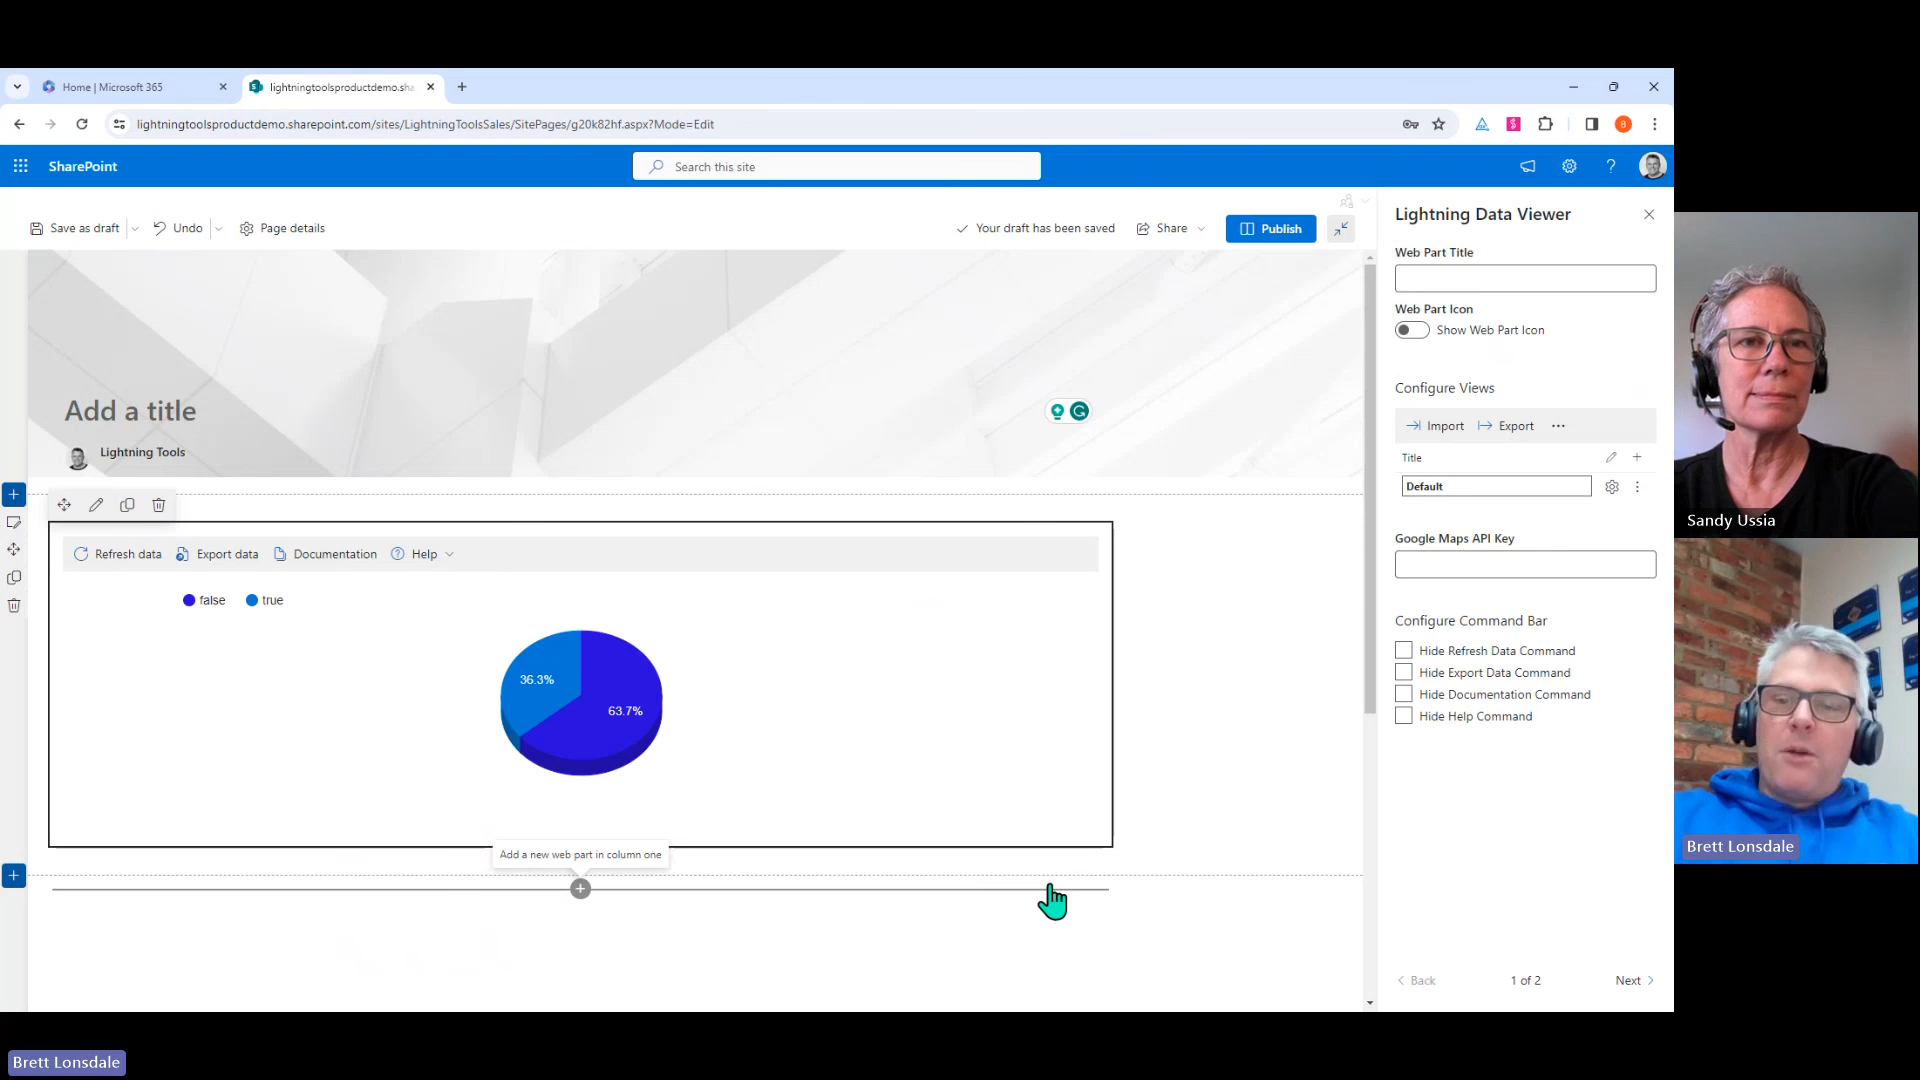 Home | Microsoft 365
lightningtoolsproductdemo.sha
lightningtoolsproductdemo.sharepoint.com/sites/LightningToolsSales/SitePages/g20k82hf.aspx?Mode=Edit
B
SharePoint
Search this site
Save as draft
Undo
Page details
Your draft has been saved
Share
Publish
Add a title
Lightning Tools
Refresh data
Export data
Documentation
Help
false
true
36.3%
63.7%
Add a new web part in column one
Lightning Data Viewer
Web Part Title
Web Part Icon
Show Web Part Icon
Configure Views
Import
Export
Title
Default
Google Maps API Key
Configure Command Bar
Hide Refresh Data Command
Hide Export Data Command
Hide Documentation Command
Hide Help Command
Back
1 of 2
Next
Sandy Ussia
Brett Lonsdale
Brett Lonsdale